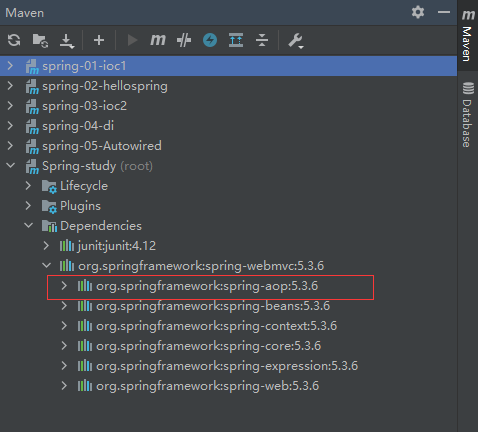 Maven
spring-01-ioc1
spring-02-hellospring
spring-03-ioc2
spring-04-di
spring-05-Autowired
Spring-study (root)
Lifecycle
Plugins
Dependencies
junit:junit:4.12
org.springframework:spring-webmvc:5.3.6
org.springframework:spring-aop:5.3.6
org.springframework:spring-beans:5.3.6
org.springframework:spring-context:5.3.6
org.springframework:spring-core:5.3.6
org.springframework:spring-expression:5.3.6
org.springframework:spring-web:5.3.6
Maven
Database